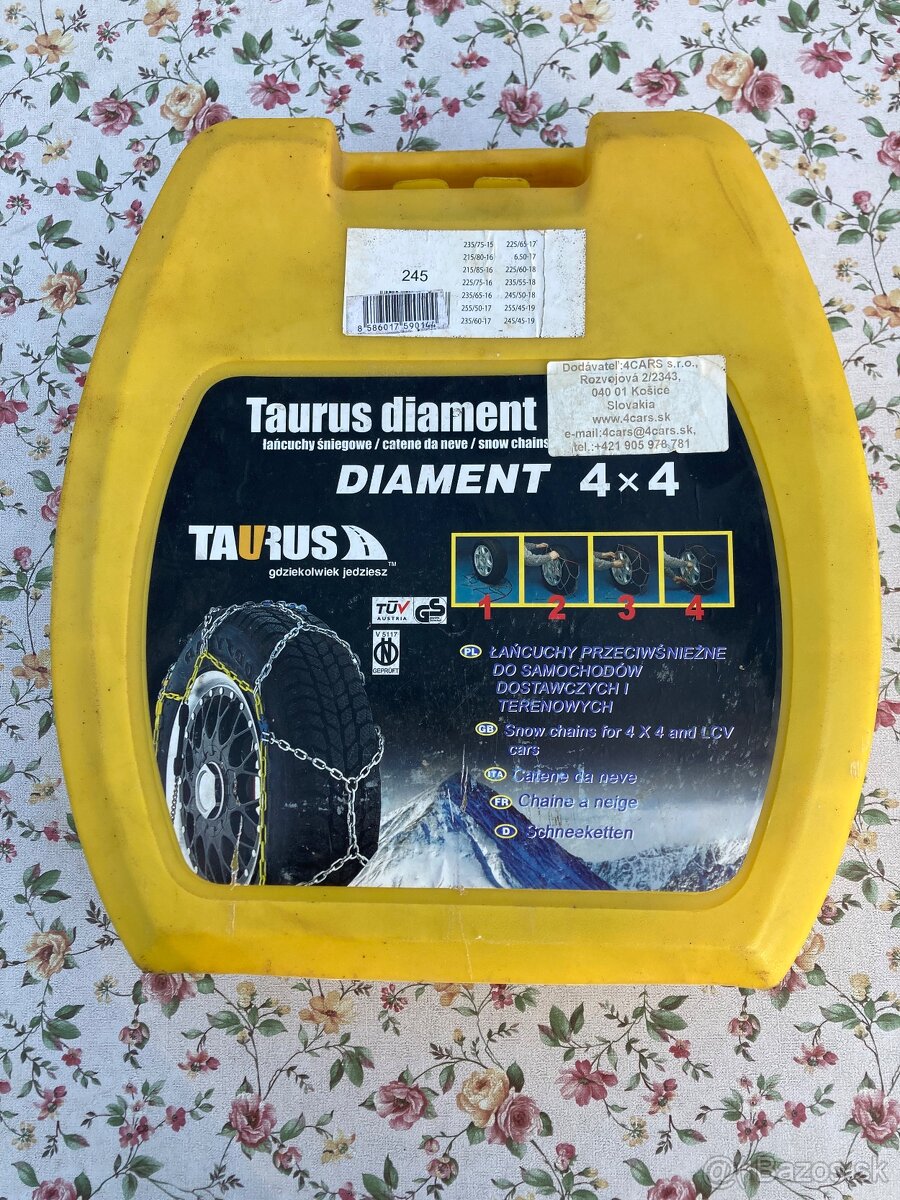 235/75-15 225/65-17
215/80-16 6.50-17
215/85-16 225/60-18
225/75-16 235/55-18
235/65-16 245/50-18
255/50-17 255/45-19
235/60-17 245/45-19
245
8 586017 590144
Dodávateľ:4CARS s.r.o.,
Rozvojová 2/2343,
040 01 Košice
Slovakia
www.4cars.sk
e-mail:4cars@4cars.sk,
tel.:+421 905 978 781
Taurus diament
łańcuchy śniegowe / catene da neve / snow chains
DIAMENT 4×4
TAURUS
gdziekolwiek jedziesz™
1 2 3 4
TÜV
AUSTRIA
GS
V 5117
N
GEPRÜFT
PL ŁAŃCUCHY PRZECIWŚNIEŻNE
DO SAMOCHODÓW
DOSTAWCZYCH I
TERENOWYCH
GB Snow chains for 4 X 4 and LCV
cars
ITA Catene da neve
FR Chaine a neige
D Schneeketten
Bazos.sk